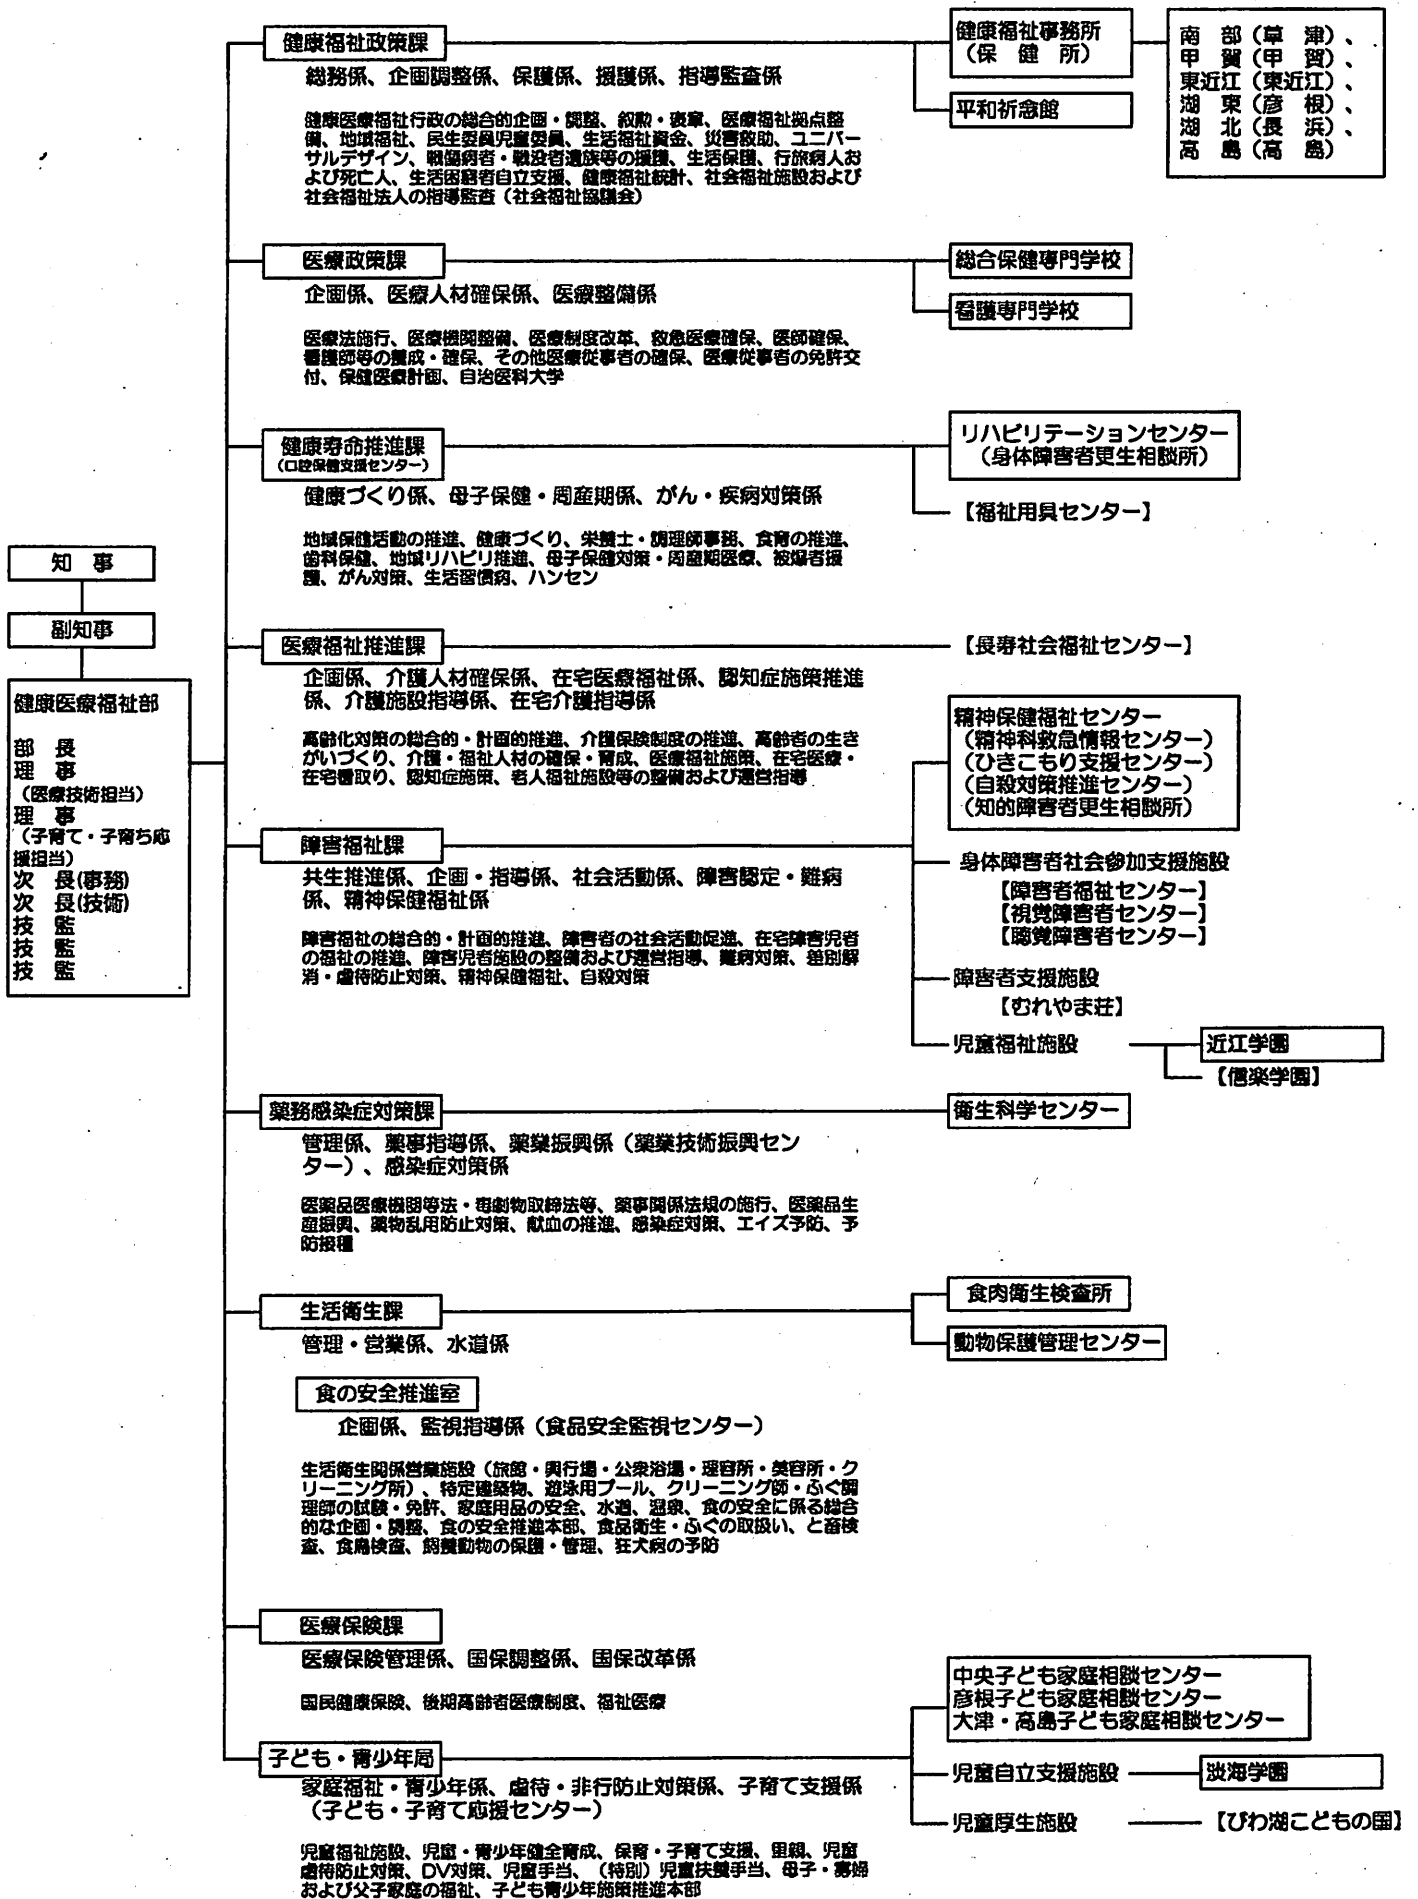 知　事
副知事
健康医療福祉部
部　長
理　事
（医療技術担当）
理　事
（子育て・子育ち応
援担当）
次　長(事務)
次　長(技術)
技　監
技　監
技　監
健康福祉政策課
総務係、企画調整係、保護係、援護係、指導監査係
健康医療福祉行政の総合的企画・調整、叙勲・表章、医療福祉拠点整
備、地域福祉、民生委員児童委員、生活福祉資金、災害救助、ユニバー
サルデザイン、戦傷病者・戦没者遺族等の援護、生活保護、行旅病人お
よび死亡人、生活困窮者自立支援、健康福祉統計、社会福祉施設および
社会福祉法人の指導監査（社会福祉協議会）
健康福祉事務所
（保　健　所）
南　部（草　津）、
甲　賀（甲　賀）、
東近江（東近江）、
湖　東（彦　根）、
湖　北（長　浜）、
高　島（高　島）
平和祈念館
医療政策課
企画係、医療人材確保係、医療整備係
医療法施行、医療機関整備、医療制度改革、救急医療確保、医師確保、
看護師等の養成・確保、その他医療従事者の確保、医療従事者の免許交
付、保健医療計画、自治医科大学
総合保健専門学校
看護専門学校
健康寿命推進課
（口腔保健支援センター）
健康づくり係、母子保健・周産期係、がん・疾病対策係
地域保健活動の推進、健康づくり、栄養士・調理師事務、食育の推進、
歯科保健、地域リハビリ推進、母子保健対策・周産期医療、被爆者援
護、がん対策、生活習慣病、ハンセン
リハビリテーションセンター
（身体障害者更生相談所）
【福祉用具センター】
医療福祉推進課
企画係、介護人材確保係、在宅医療福祉係、認知症施策推進
係、介護施設指導係、在宅介護指導係
高齢化対策の総合的・計画的推進、介護保険制度の推進、高齢者の生き
がいづくり、介護・福祉人材の確保・育成、医療福祉施策、在宅医療・
在宅看取り、認知症施策、老人福祉施設等の整備および運営指導
【長寿社会福祉センター】
障害福祉課
共生推進係、企画・指導係、社会活動係、障害認定・難病
係、精神保健福祉係
障害福祉の総合的・計画的推進、障害者の社会活動促進、在宅障害児者
の福祉の推進、障害児者施設の整備および運営指導、難病対策、差別解
消・虐待防止対策、精神保健福祉、自殺対策
精神保健福祉センター
（精神科救急情報センター）
（ひきこもり支援センター）
（自殺対策推進センター）
（知的障害者更生相談所）
身体障害者社会参加支援施設
【障害者福祉センター】
【視覚障害者センター】
【聴覚障害者センター】
障害者支援施設
【むれやま荘】
児童福祉施設
近江学園
【信楽学園】
薬務感染症対策課
管理係、薬事指導係、薬業振興係（薬業技術振興セン
ター）、感染症対策係
医薬品医療機関等法・毒劇物取締法等、薬事関係法規の施行、医薬品生
産振興、薬物乱用防止対策、献血の推進、感染症対策、エイズ予防、予
防接種
衛生科学センター
生活衛生課
管理・営業係、水道係
食の安全推進室
企画係、監視指導係（食品安全監視センター）
生活衛生関係営業施設（旅館・興行場・公衆浴場・理容所・美容所・ク
リーニング所）、特定建築物、遊泳用プール、クリーニング師・ふぐ調
理師の試験・免許、家庭用品の安全、水道、温泉、食の安全に係る総合
的な企画・調整、食の安全推進本部、食品衛生・ふぐの取扱い、と畜検
査、食鳥検査、飼養動物の保護・管理、狂犬病の予防
食肉衛生検査所
動物保護管理センター
医療保険課
医療保険管理係、国保調整係、国保改革係
国民健康保険、後期高齢者医療制度、福祉医療
子ども・青少年局
家庭福祉・青少年係、虐待・非行防止対策係、子育て支援係
（子ども・子育て応援センター）
児童福祉施設、児童・青少年健全育成、保育・子育て支援、里親、児童
虐待防止対策、DV対策、児童手当、（特別）児童扶養手当、母子・寡婦
および父子家庭の福祉、子ども青少年施策推進本部
中央子ども家庭相談センター
彦根子ども家庭相談センター
大津・高島子ども家庭相談センター
児童自立支援施設
淡海学園
児童厚生施設
【びわ湖こどもの国】